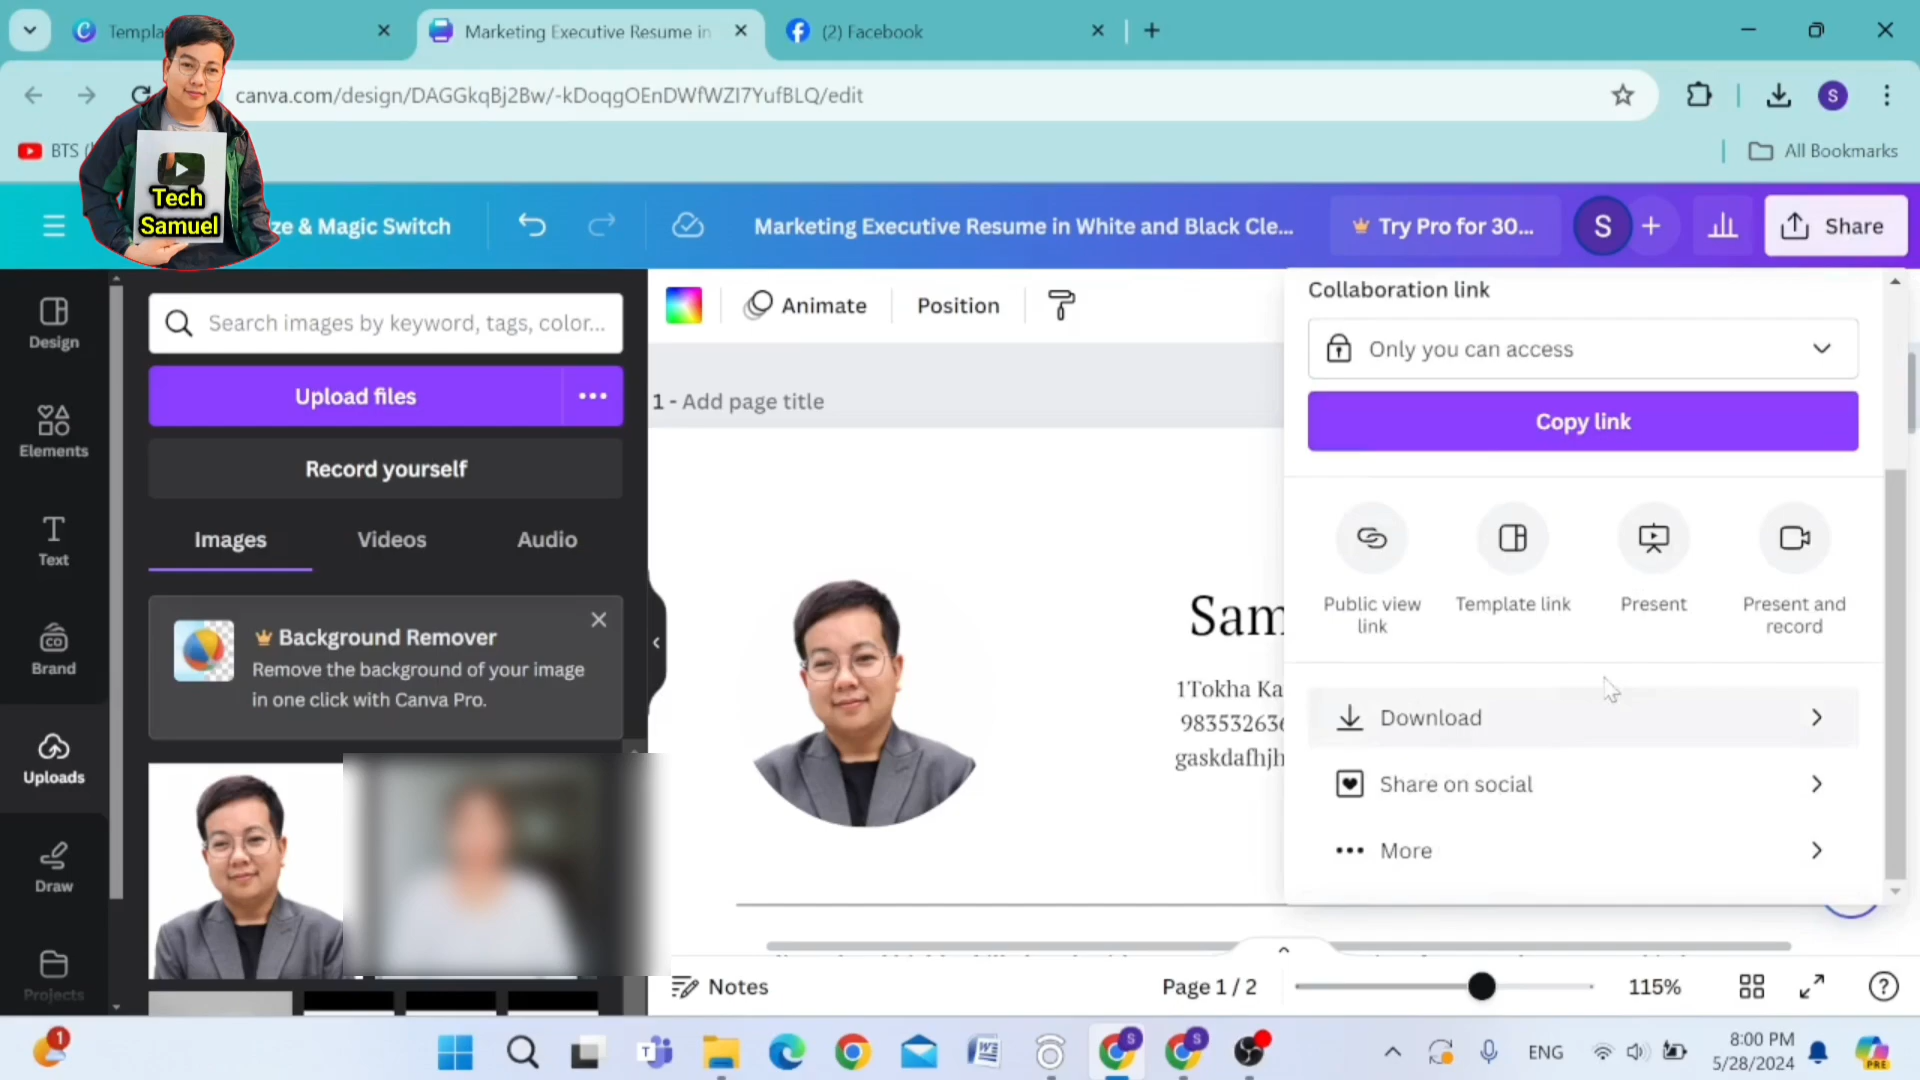 Marketing Executive Resume in
(2) Facebook
canva.com/design/DAGGkqBj2Bw/-kDoqgOEnDWfWZI7YufBLQ/edit
S
BTS
All Bookmarks
Tech
Samuel
ze & Magic Switch
Marketing Executive Resume in White and Black Cle...
Try Pro for 30...
S
Share
Design
Elements
Text
Brand
Uploads
Draw
Projects
Search images by keyword, tags, color...
Upload files
Record yourself
Images
Videos
Audio
Background Remover
Remove the background of your image
in one click with Canva Pro.
Animate
Position
1 - Add page title
Sam
1Tokha Ka
98353263
gaskdafhjh
Collaboration link
Only you can access
Copy link
Public view
link
Template link
Present
Present and
record
Download
Share on social
More
Notes
Page 1 / 2
115%
1
ENG
8:00 PM
5/28/2024
PRE